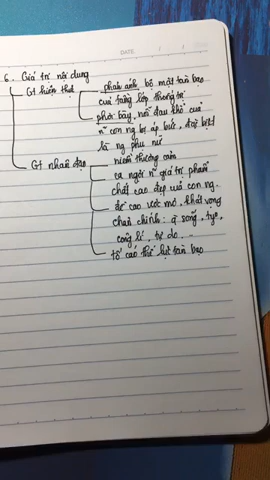 DATE
6. Giá trị nội dung
GT hiện thực phản ánh bộ mặt tàn bạo
của tầng lớp thống trị
phơi bày nỗi đau khổ của
n~ con ng bị áp bức, đặc biệt
là ng phụ nữ
GT nhân đạo niềm thương cảm
ca ngợi n~ giá trị phẩm
chất cao đẹp của con ng.
đề cao ước mơ, khát vọng
chân chính: q sống, tyê,
công lí, tự do...
tố cáo thế lực tàn bạo